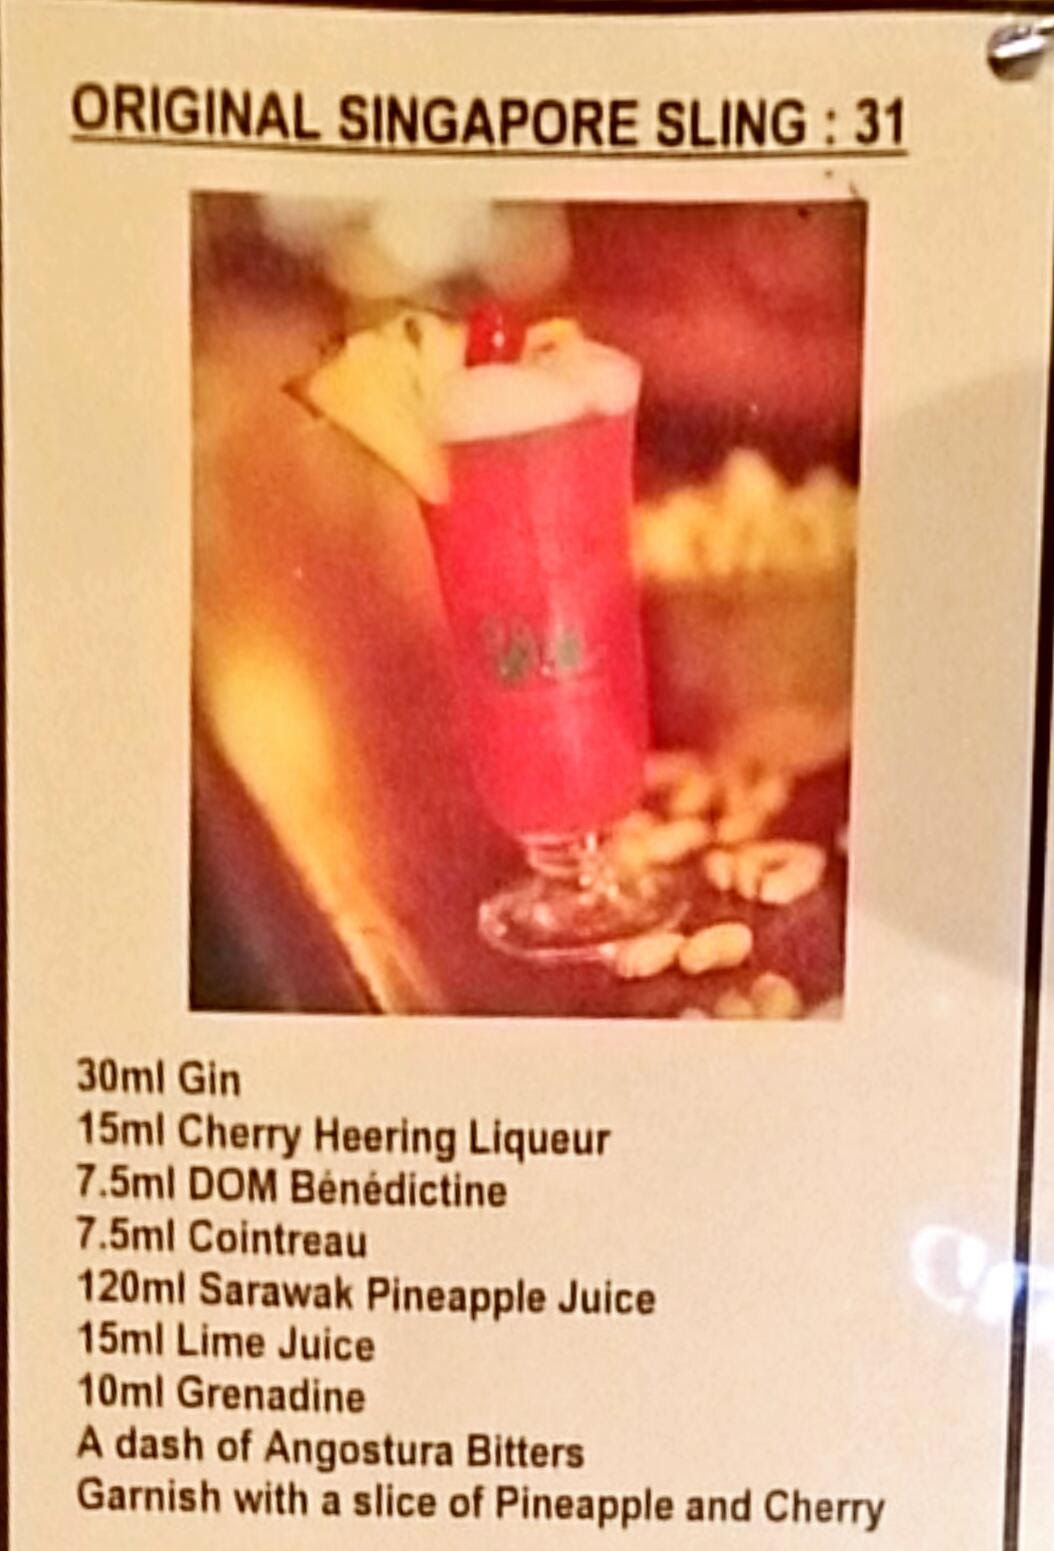 ORIGINAL SINGAPORE SLING : 31
30ml Gin
15ml Cherry Heering Liqueur
7.5ml DOM Bénédictine
7.5ml Cointreau
120ml Sarawak Pineapple Juice
15ml Lime Juice
10ml Grenadine
A dash of Angostura Bitters
Garnish with a slice of Pineapple and Cherry